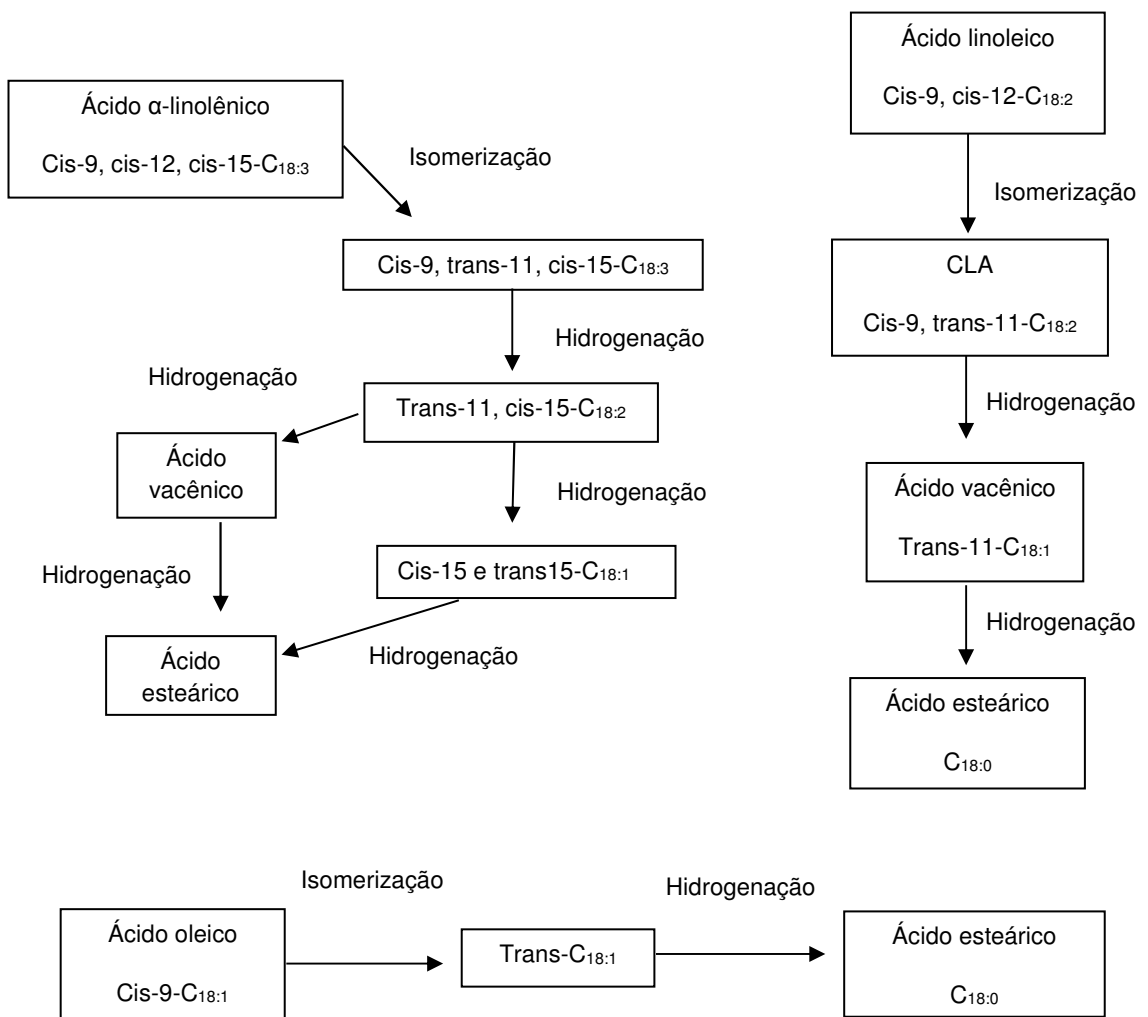 Ácido linoleico
Cis-9, cis-12-C18:2
Ácido α-linolênico
Cis-9, cis-12, cis-15-C18:3
Isomerização
Isomerização
Cis-9, trans-11, cis-15-C18:3
CLA
Cis-9, trans-11-C18:2
Hidrogenação
Hidrogenação
Hidrogenação
Trans-11, cis-15-C18:2
Ácido
vacênico
Hidrogenação
Ácido vacênico
Trans-11-C18:1
Hidrogenação
Cis-15 e trans15-C18:1
Hidrogenação
Ácido
esteárico
Hidrogenação
Ácido esteárico
C18:0
Isomerização
Hidrogenação
Ácido oleico
Cis-9-C18:1
Trans-C18:1
Ácido esteárico
C18:0